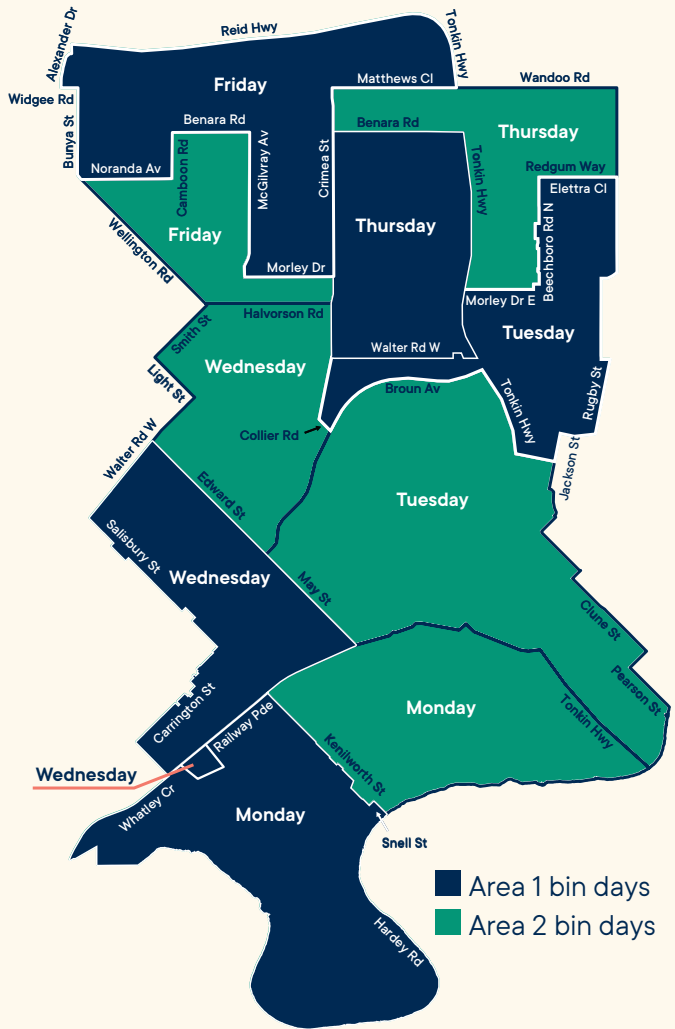 Alexander Dr
Reid Hwy
Tonkin Hwy
Widgee Rd
Friday
Matthews Cl
Wandoo Rd
Bunya St
Benara Rd
Benara Rd
Thursday
Noranda Av
Camboon Rd
McGilvray Av
Crimea St
Tonkin Hwy
Redgum Way
Elettra Cl
Friday
Thursday
Beechboro Rd N
Wellington Rd
Morley Dr
Morley Dr E
Halvorson Rd
Smith St
Tuesday
Walter Rd W
Wednesday
Light St
Broun Av
Tonkin Hwy
Rugby St
Collier Rd
Walter Rd W
Jackson St
Edward St
Tuesday
Salisbury St
Wednesday
May St
Clune St
Pearson St
Carrington St
Railway Pde
Monday
Tonkin Hwy
Kenilworth St
Wednesday
Whatley Cr
Monday
Snell St
Hardey Rd
Area 1 bin days
Area 2 bin days